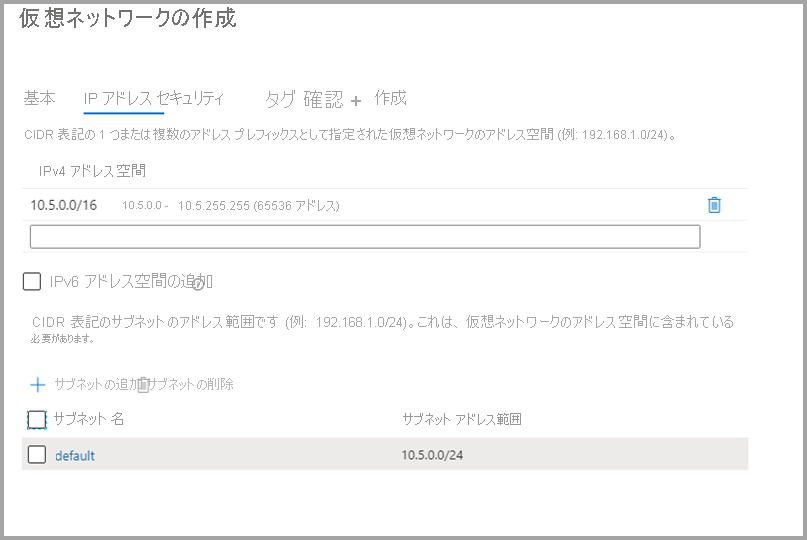 仮想ネットワークの作成
基本 IP アドレス セキュリティ タグ 確認 + 作成
CIDR 表記の 1 つまたは複数のアドレス プレフィックスとして指定された仮想ネットワークのアドレス空間 (例: 192.168.1.0/24)。
IPv4 アドレス空間
10.5.0.0/16 10.5.0.0 - 10.5.255.255 (65536 アドレス)
IPv6 アドレス空間の追加
CIDR 表記のサブネットのアドレス範囲です (例: 192.168.1.0/24)。これは、仮想ネットワークのアドレス空間に含まれている
必要があります。
サブネットの追加 サブネットの削除
サブネット 名 サブネット アドレス範囲
default 10.5.0.0/24